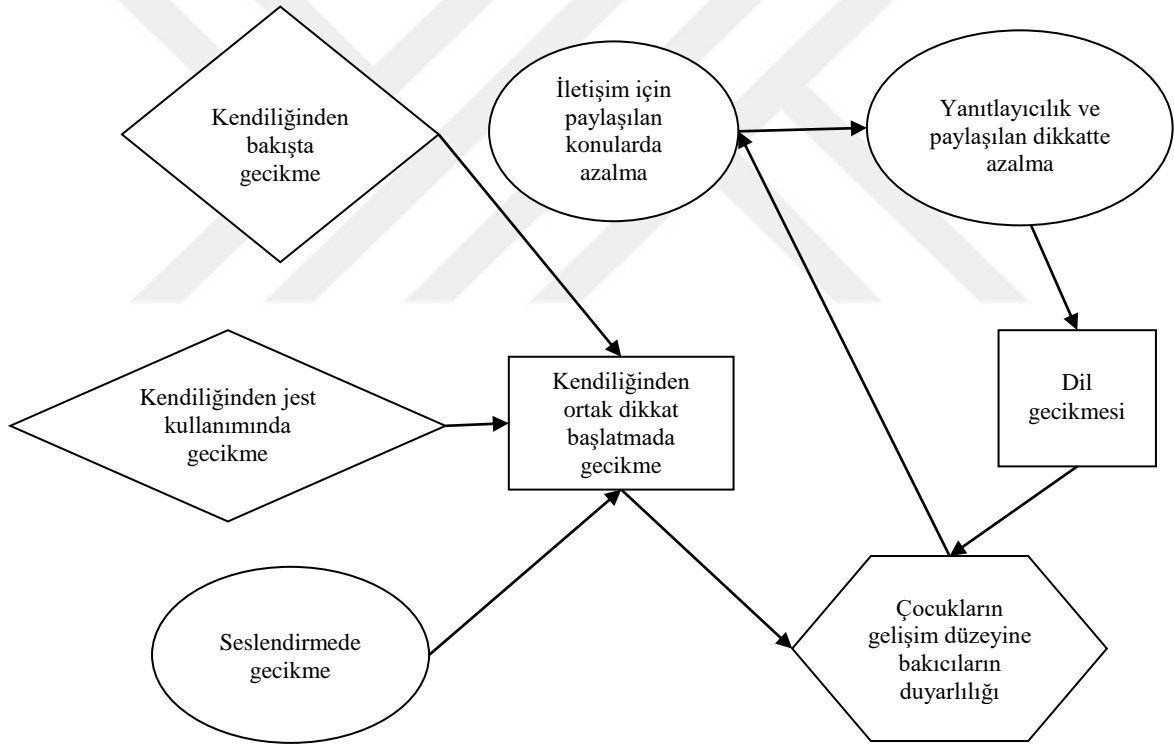 Kendiliğinden
bakışta
gecikme
İletişim için
paylaşılan
konularda
azalma
Yanıtlayıcılık ve
paylaşılan dikkatte
azalma
Kendiliğinden jest
kullanımında
gecikme
Kendiliğinden
ortak dikkat
başlatmada
gecikme
Dil
gecikmesi
Seslendirmede
gecikme
Çocukların
gelişim düzeyine
bakıcıların
duyarlılığı